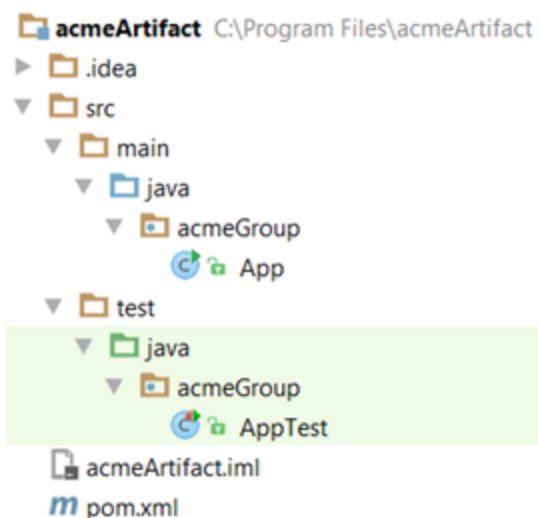 acmeArtifact C:\Program Files\acmeArtifact
.idea
src
main
java
acmeGroup
App
test
java
acmeGroup
AppTest
acmeArtifact.iml
m pom.xml